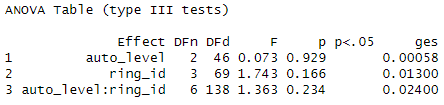 ANOVA Table (type III tests)
Effect DFn DFd F p p<.05 ges
1 auto_level 2 46 0.073 0.929 0.00058
2 ring_id 3 69 1.743 0.166 0.01300
3 auto_level:ring_id 6 138 1.363 0.234 0.02400